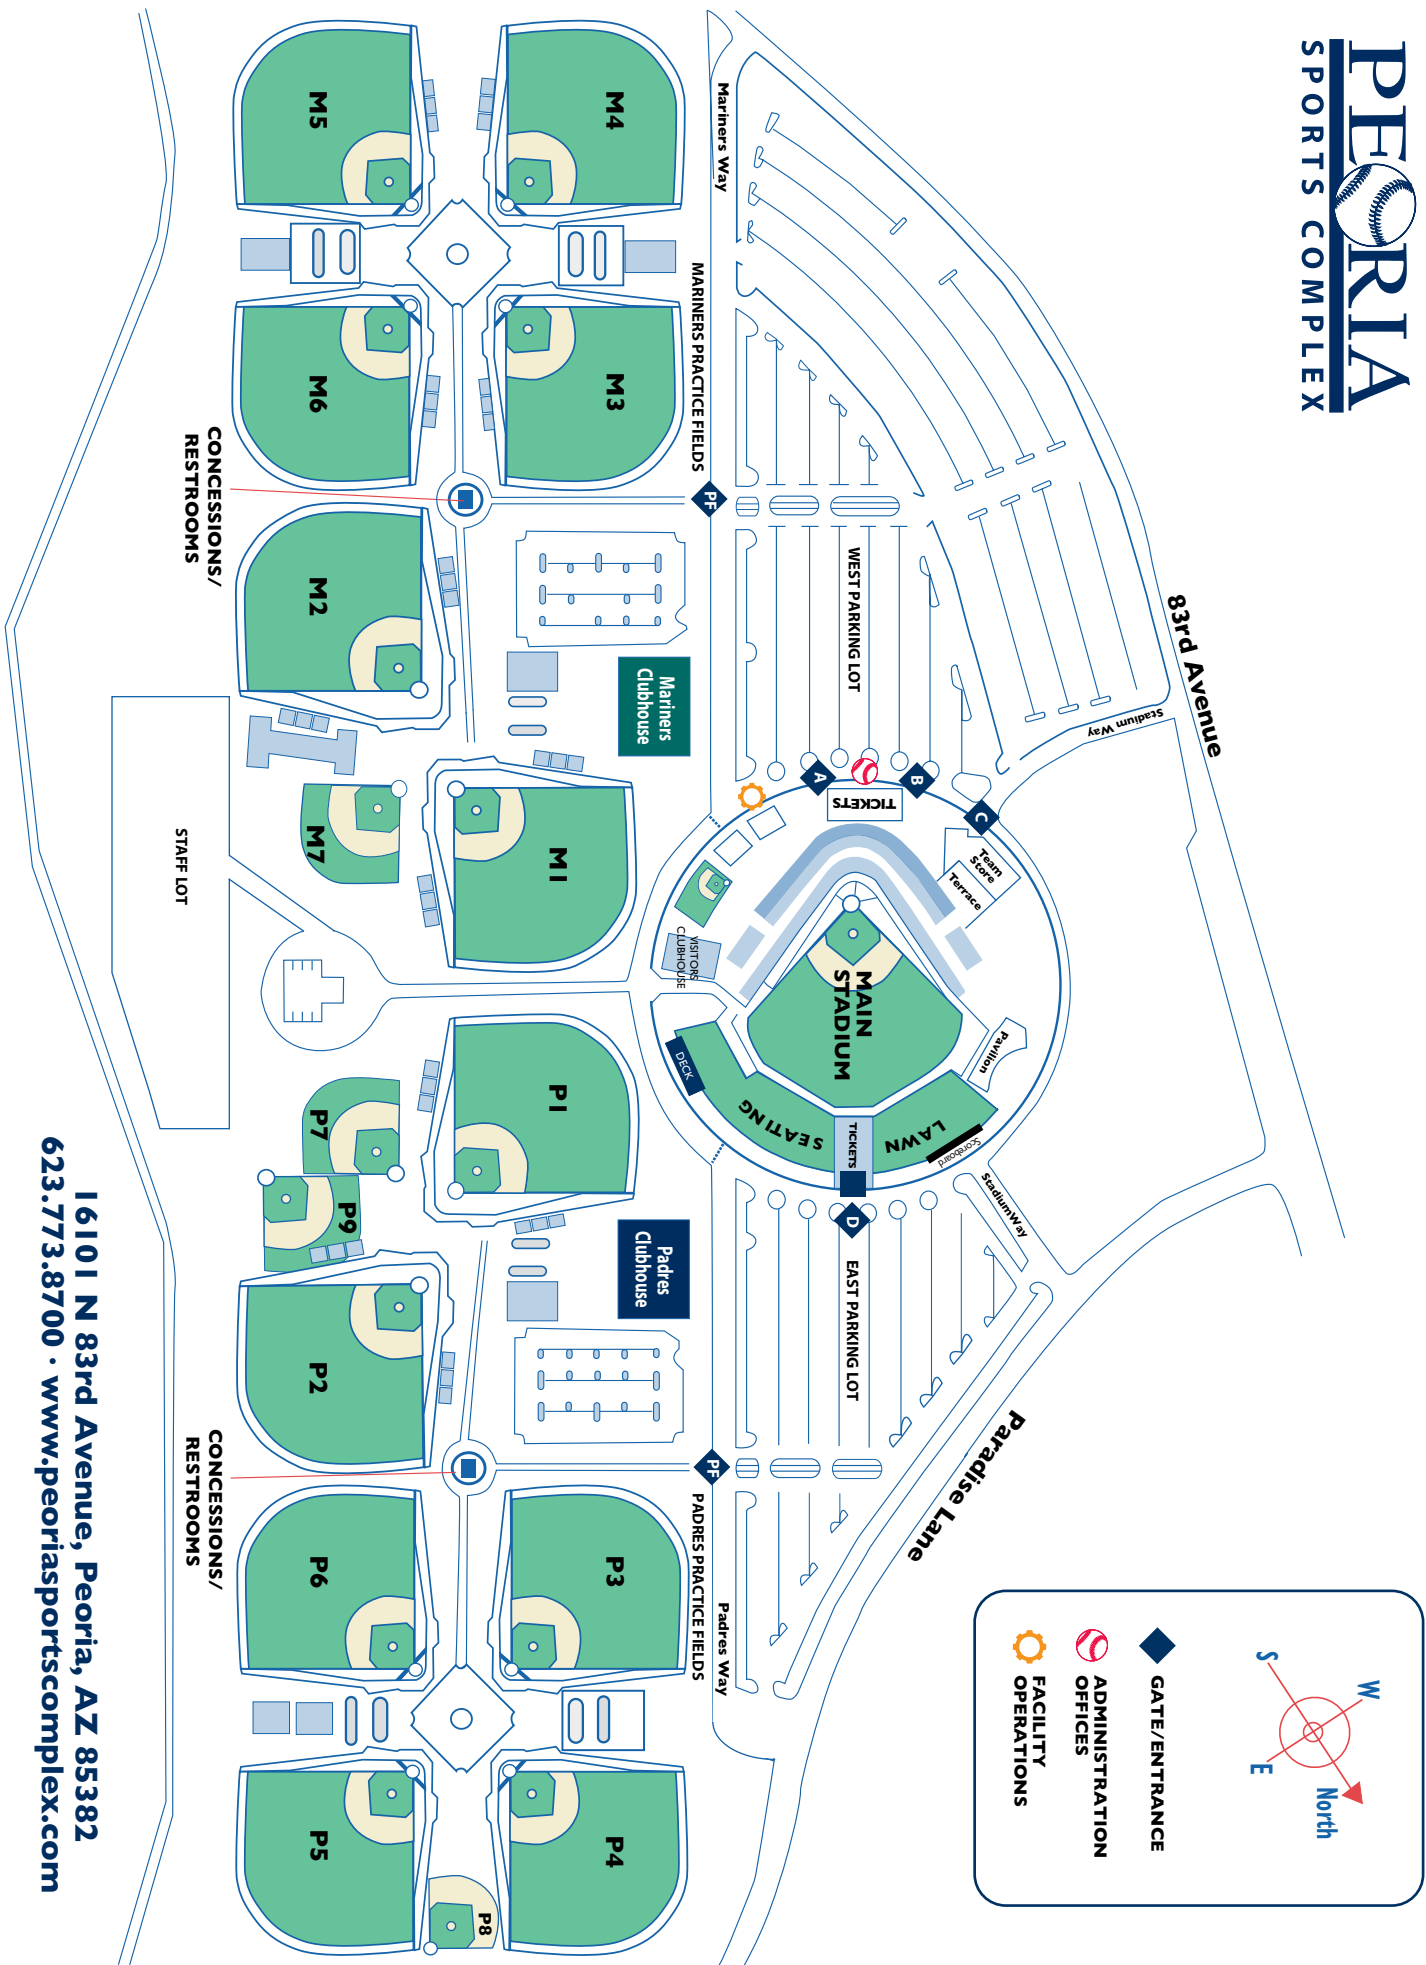 PEORIA
SPORTS COMPLEX
83rd Avenue
Stadium Way
Mariners Way
MARINERS PRACTICE FIELDS
PF
WEST PARKING LOT
M4
M3
M5
M6
M2
M7
M1
CONCESSIONS/
RESTROOMS
Mariners
Clubhouse
STAFF LOT
A
B
C
TICKETS
Team
Store
Terrace
VISITORS
CLUBHOUSE
MAIN
STADIUM
Pavilion
DECK
SEATING
LAWN
TICKETS
Scoreboard
StadiumWay
D
EAST PARKING LOT
Paradise Lane
Padres
Clubhouse
P1
P7
P9
P2
P6
P3
P5
P4
P8
PF
PADRES PRACTICE FIELDS
Padres Way
CONCESSIONS/
RESTROOMS
W
S
E
North
GATE/ENTRANCE
ADMINISTRATION
OFFICES
FACILITY
OPERATIONS
16101 N 83rd Avenue, Peoria, AZ 85382
623.773.8700 · www.peoriasportscomplex.com